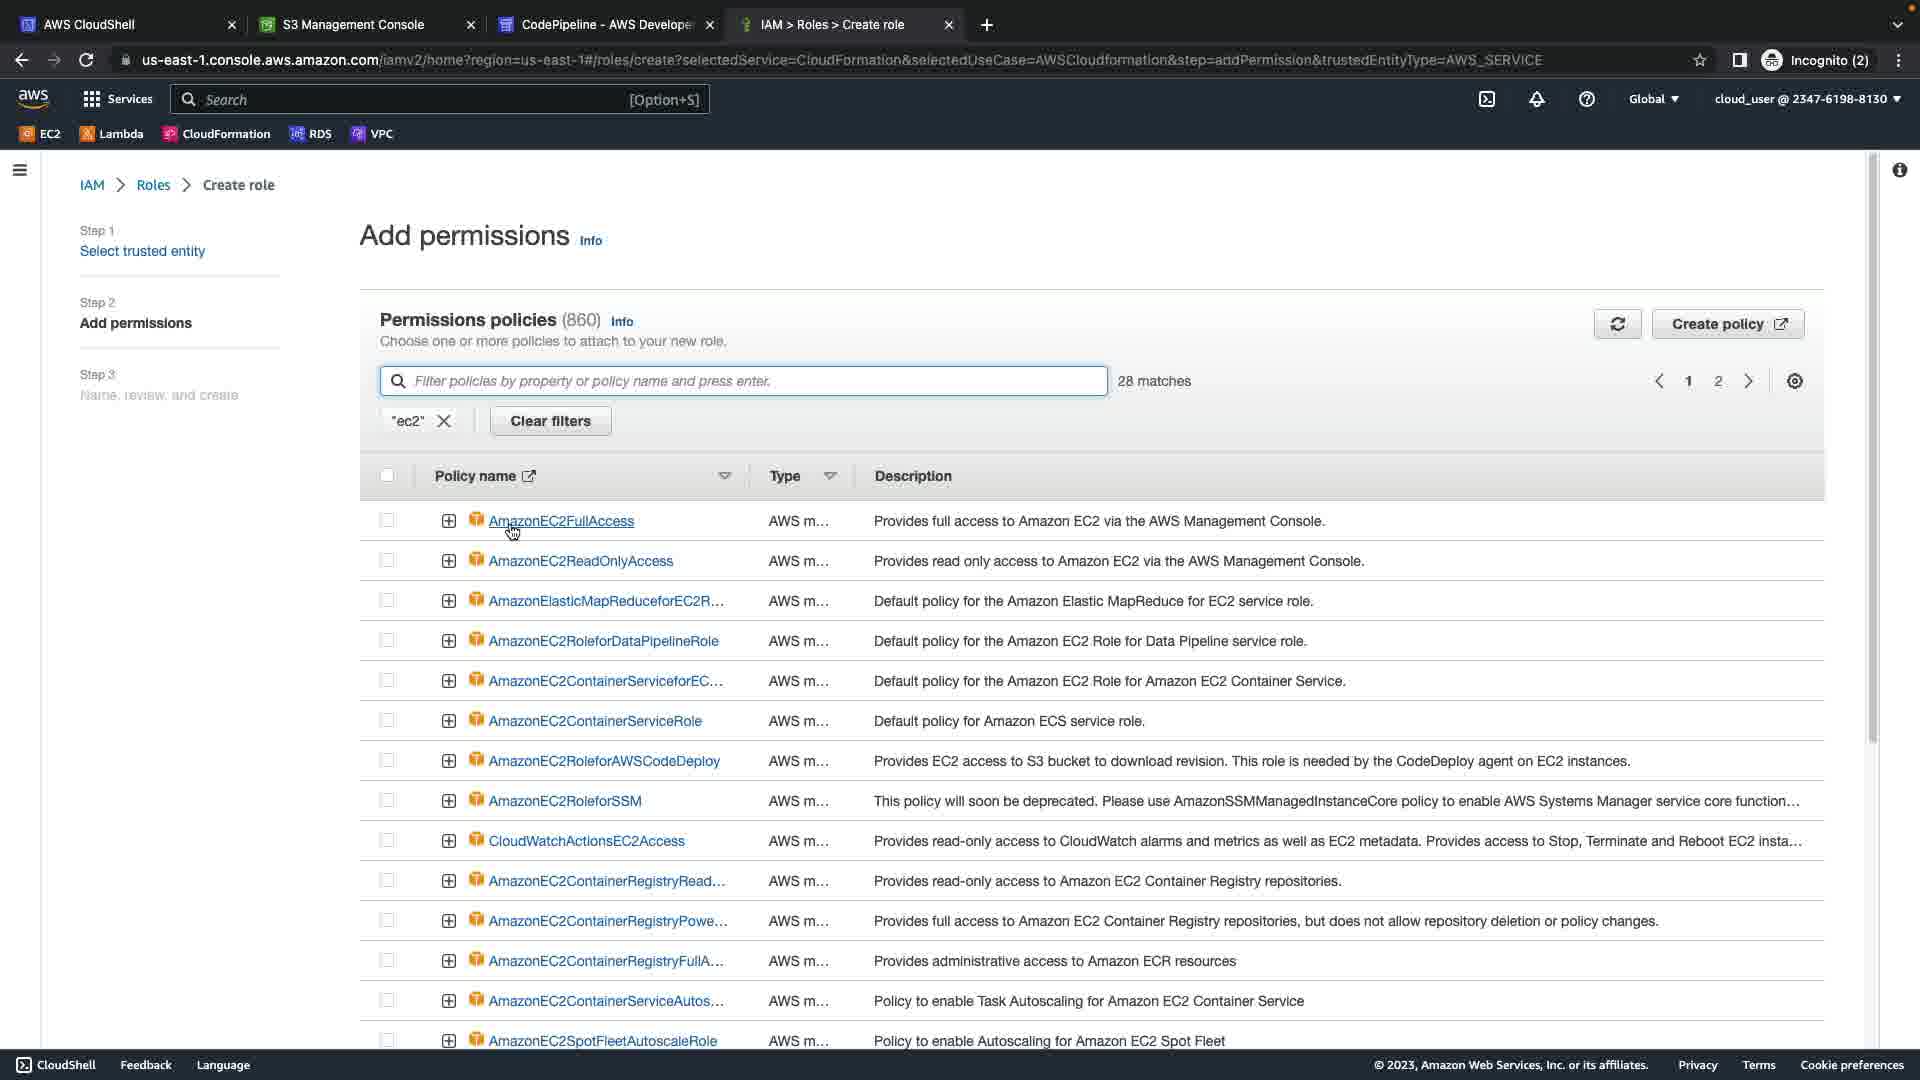 AWS CloudShell
S3 Management Console
CodePipeline - AWS Develope
IAM > Roles > Create role
us-east-1.console.aws.amazon.com/iamv2/home?region=us-east-1#/roles/create?selectedService=CloudFormation&selectedUseCase=AWSCloudformation&step=addPermission&trustedEntityType=AWS_SERVICE
Incognito (2)
aws
Services
Search
[Option+S]
Global
cloud_user @ 2347-6198-8130
EC2
Lambda
CloudFormation
RDS
VPC
IAM
Roles
Create role
Step 1
Select trusted entity
Step 2
Add permissions
Step 3
Name, review, and create
Add permissions Info
Permissions policies (860) Info
Choose one or more policies to attach to your new role.
Create policy
Filter policies by property or policy name and press enter.
28 matches
1 2
"ec2"
Clear filters
Policy name Type Description
AmazonEC2FullAccess AWS m... Provides full access to Amazon EC2 via the AWS Management Console.
AmazonEC2ReadOnlyAccess AWS m... Provides read only access to Amazon EC2 via the AWS Management Console.
AmazonElasticMapReduceforEC2R... AWS m... Default policy for the Amazon Elastic MapReduce for EC2 service role.
AmazonEC2RoleforDataPipelineRole AWS m... Default policy for the Amazon EC2 Role for Data Pipeline service role.
AmazonEC2ContainerServiceforEC... AWS m... Default policy for the Amazon EC2 Role for Amazon EC2 Container Service.
AmazonEC2ContainerServiceRole AWS m... Default policy for Amazon ECS service role.
AmazonEC2RoleforAWSCodeDeploy AWS m... Provides EC2 access to S3 bucket to download revision. This role is needed by the CodeDeploy agent on EC2 instances.
AmazonEC2RoleforSSM AWS m... This policy will soon be deprecated. Please use AmazonSSMManagedInstanceCore policy to enable AWS Systems Manager service core function...
CloudWatchActionsEC2Access AWS m... Provides read-only access to CloudWatch alarms and metrics as well as EC2 metadata. Provides access to Stop, Terminate and Reboot EC2 insta...
AmazonEC2ContainerRegistryRead... AWS m... Provides read-only access to Amazon EC2 Container Registry repositories.
AmazonEC2ContainerRegistryPowe... AWS m... Provides full access to Amazon EC2 Container Registry repositories, but does not allow repository deletion or policy changes.
AmazonEC2ContainerRegistryFullA... AWS m... Provides administrative access to Amazon ECR resources
AmazonEC2ContainerServiceAutos... AWS m... Policy to enable Task Autoscaling for Amazon EC2 Container Service
AmazonEC2SpotFleetAutoscaleRole AWS m... Policy to enable Autoscaling for Amazon EC2 Spot Fleet
CloudShell
Feedback
Language
© 2023, Amazon Web Services, Inc. or its affiliates.
Privacy
Terms
Cookie preferences